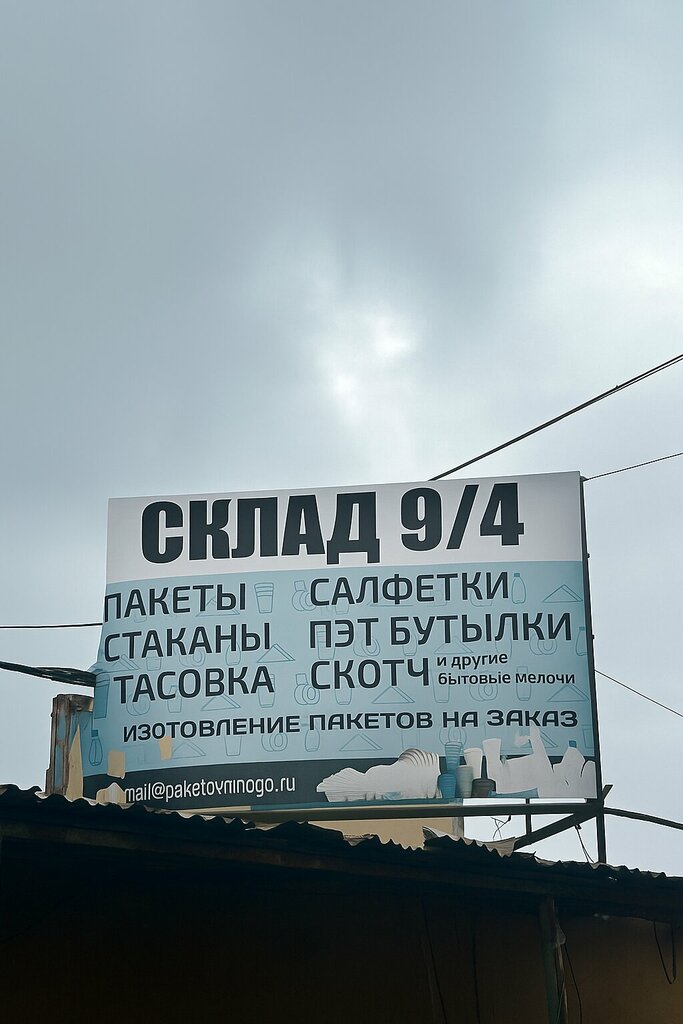 СКЛАД 9/4
ПАКЕТЫ САЛФЕТКИ
СТАКАНЫ ПЭТ БУТЫЛКИ
ТАСОВКА СКОТЧ и другие бытовые мелочи
ИЗОТОВЛЕНИЕ ПАКЕТОВ НА ЗАКАЗ
mail@paketovmnogo.ru